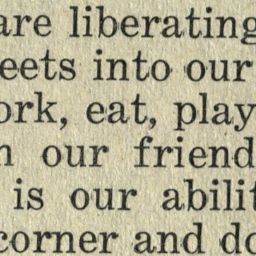 are liberating
eets into our
ork, eat, play
n our friend
is our abilit
corner and do